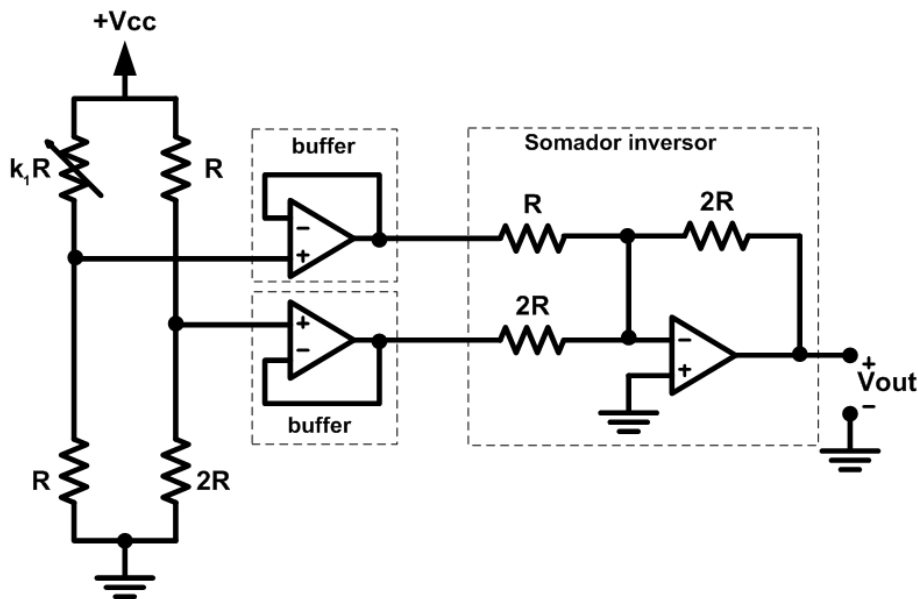 +Vcc
k₁R
R
buffer
Somador inversor
R
2R
−
+
2R
+
−
−
+
+
Vout
−
buffer
R
2R